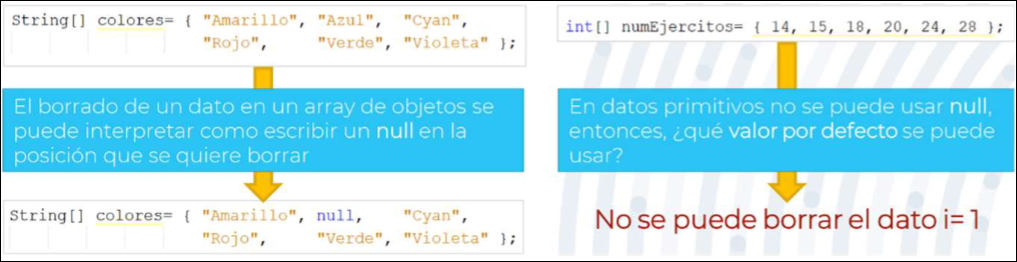 String[] colores= { "Amarillo", "Azul", "Cyan",
"Rojo", "Verde", "Violeta" };
El borrado de un dato en un array de objetos se
puede interpretar como escribir un null en la
posición que se quiere borrar
String[] colores= { "Amarillo", null, "Cyan",
"Rojo", "Verde", "Violeta" };
int[] numEjercitos= { 14, 15, 18, 20, 24, 28 };
En datos primitivos no se puede usar null,
entonces, ¿qué valor por defecto se puede
usar?
No se puede borrar el dato i= 1